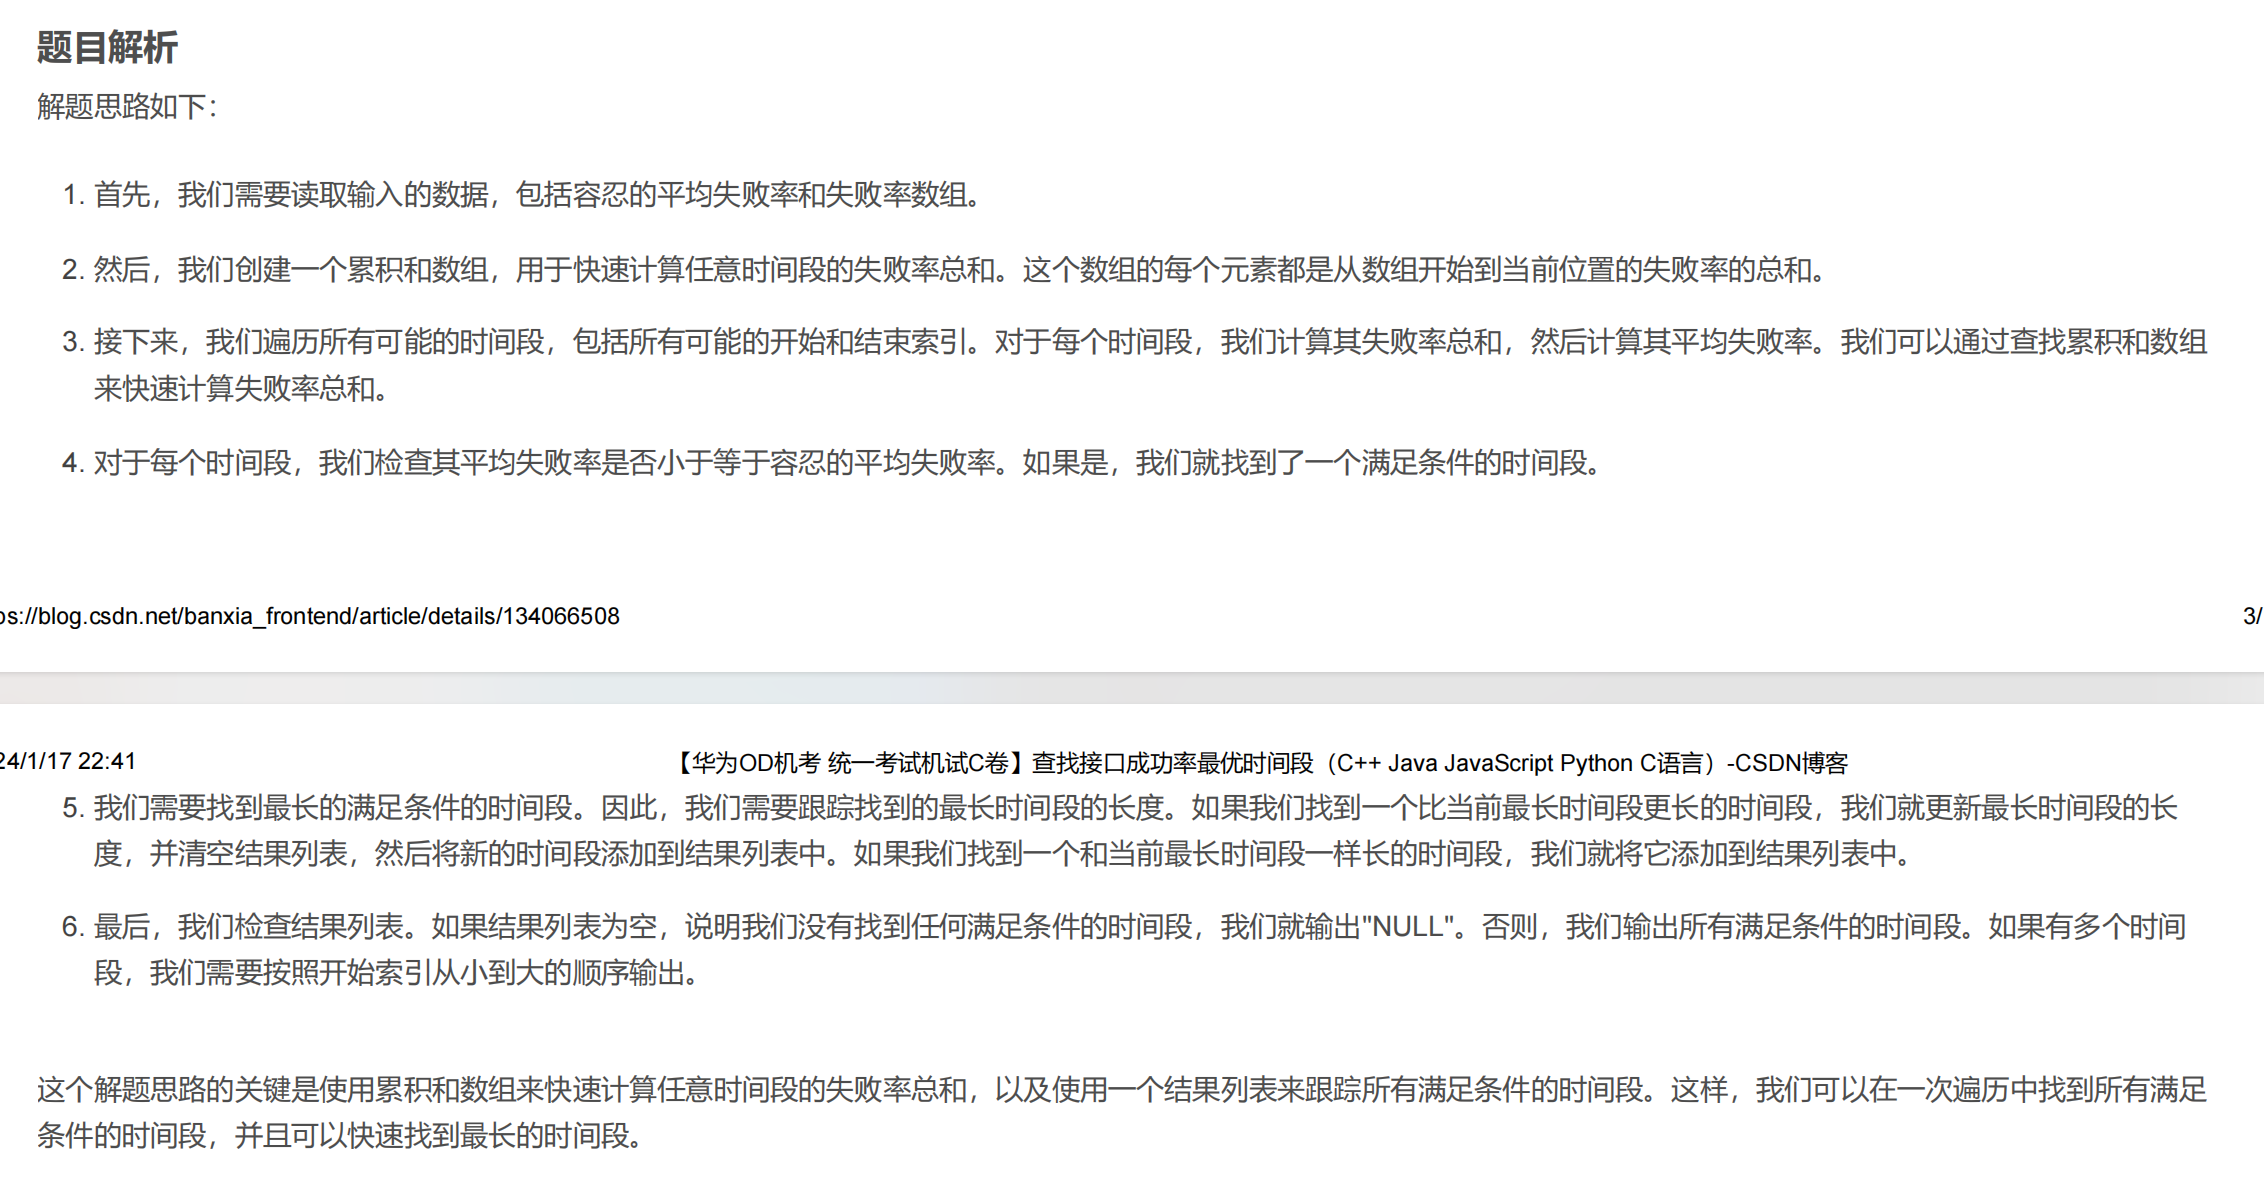 题目解析
解题思路如下：
1. 首先，我们需要读取输入的数据，包括容忍的平均失败率和失败率数组。
2. 然后，我们创建一个累积和数组，用于快速计算任意时间段的失败率总和。这个数组的每个元素都是从数组开始到当前位置的失败率的总和。
3. 接下来，我们遍历所有可能的时间段，包括所有可能的开始和结束索引。对于每个时间段，我们计算其失败率总和，然后计算其平均失败率。我们可以通过查找累积和数组
来快速计算失败率总和。
4. 对于每个时间段，我们检查其平均失败率是否小于等于容忍的平均失败率。如果是，我们就找到了一个满足条件的时间段。
ps://blog.csdn.net/banxia_frontend/article/details/134066508
3/
24/1/17 22:41
【华为OD机考 统一考试机试C卷】查找接口成功率最优时间段（C++ Java JavaScript Python C语言）-CSDN博客
5. 我们需要找到最长的满足条件的时间段。因此，我们需要跟踪找到的最长时间段的长度。如果我们找到一个比当前最长时间段更长的时间段，我们就更新最长时间段的长
度，并清空结果列表，然后将新的时间段添加到结果列表中。如果我们找到一个和当前最长时间段一样长的时间段，我们就将它添加到结果列表中。
6. 最后，我们检查结果列表。如果结果列表为空，说明我们没有找到任何满足条件的时间段，我们就输出"NULL"。否则，我们输出所有满足条件的时间段。如果有多个时间
段，我们需要按照开始索引从小到大的顺序输出。
这个解题思路的关键是使用累积和数组来快速计算任意时间段的失败率总和，以及使用一个结果列表来跟踪所有满足条件的时间段。这样，我们可以在一次遍历中找到所有满足
条件的时间段，并且可以快速找到最长的时间段。